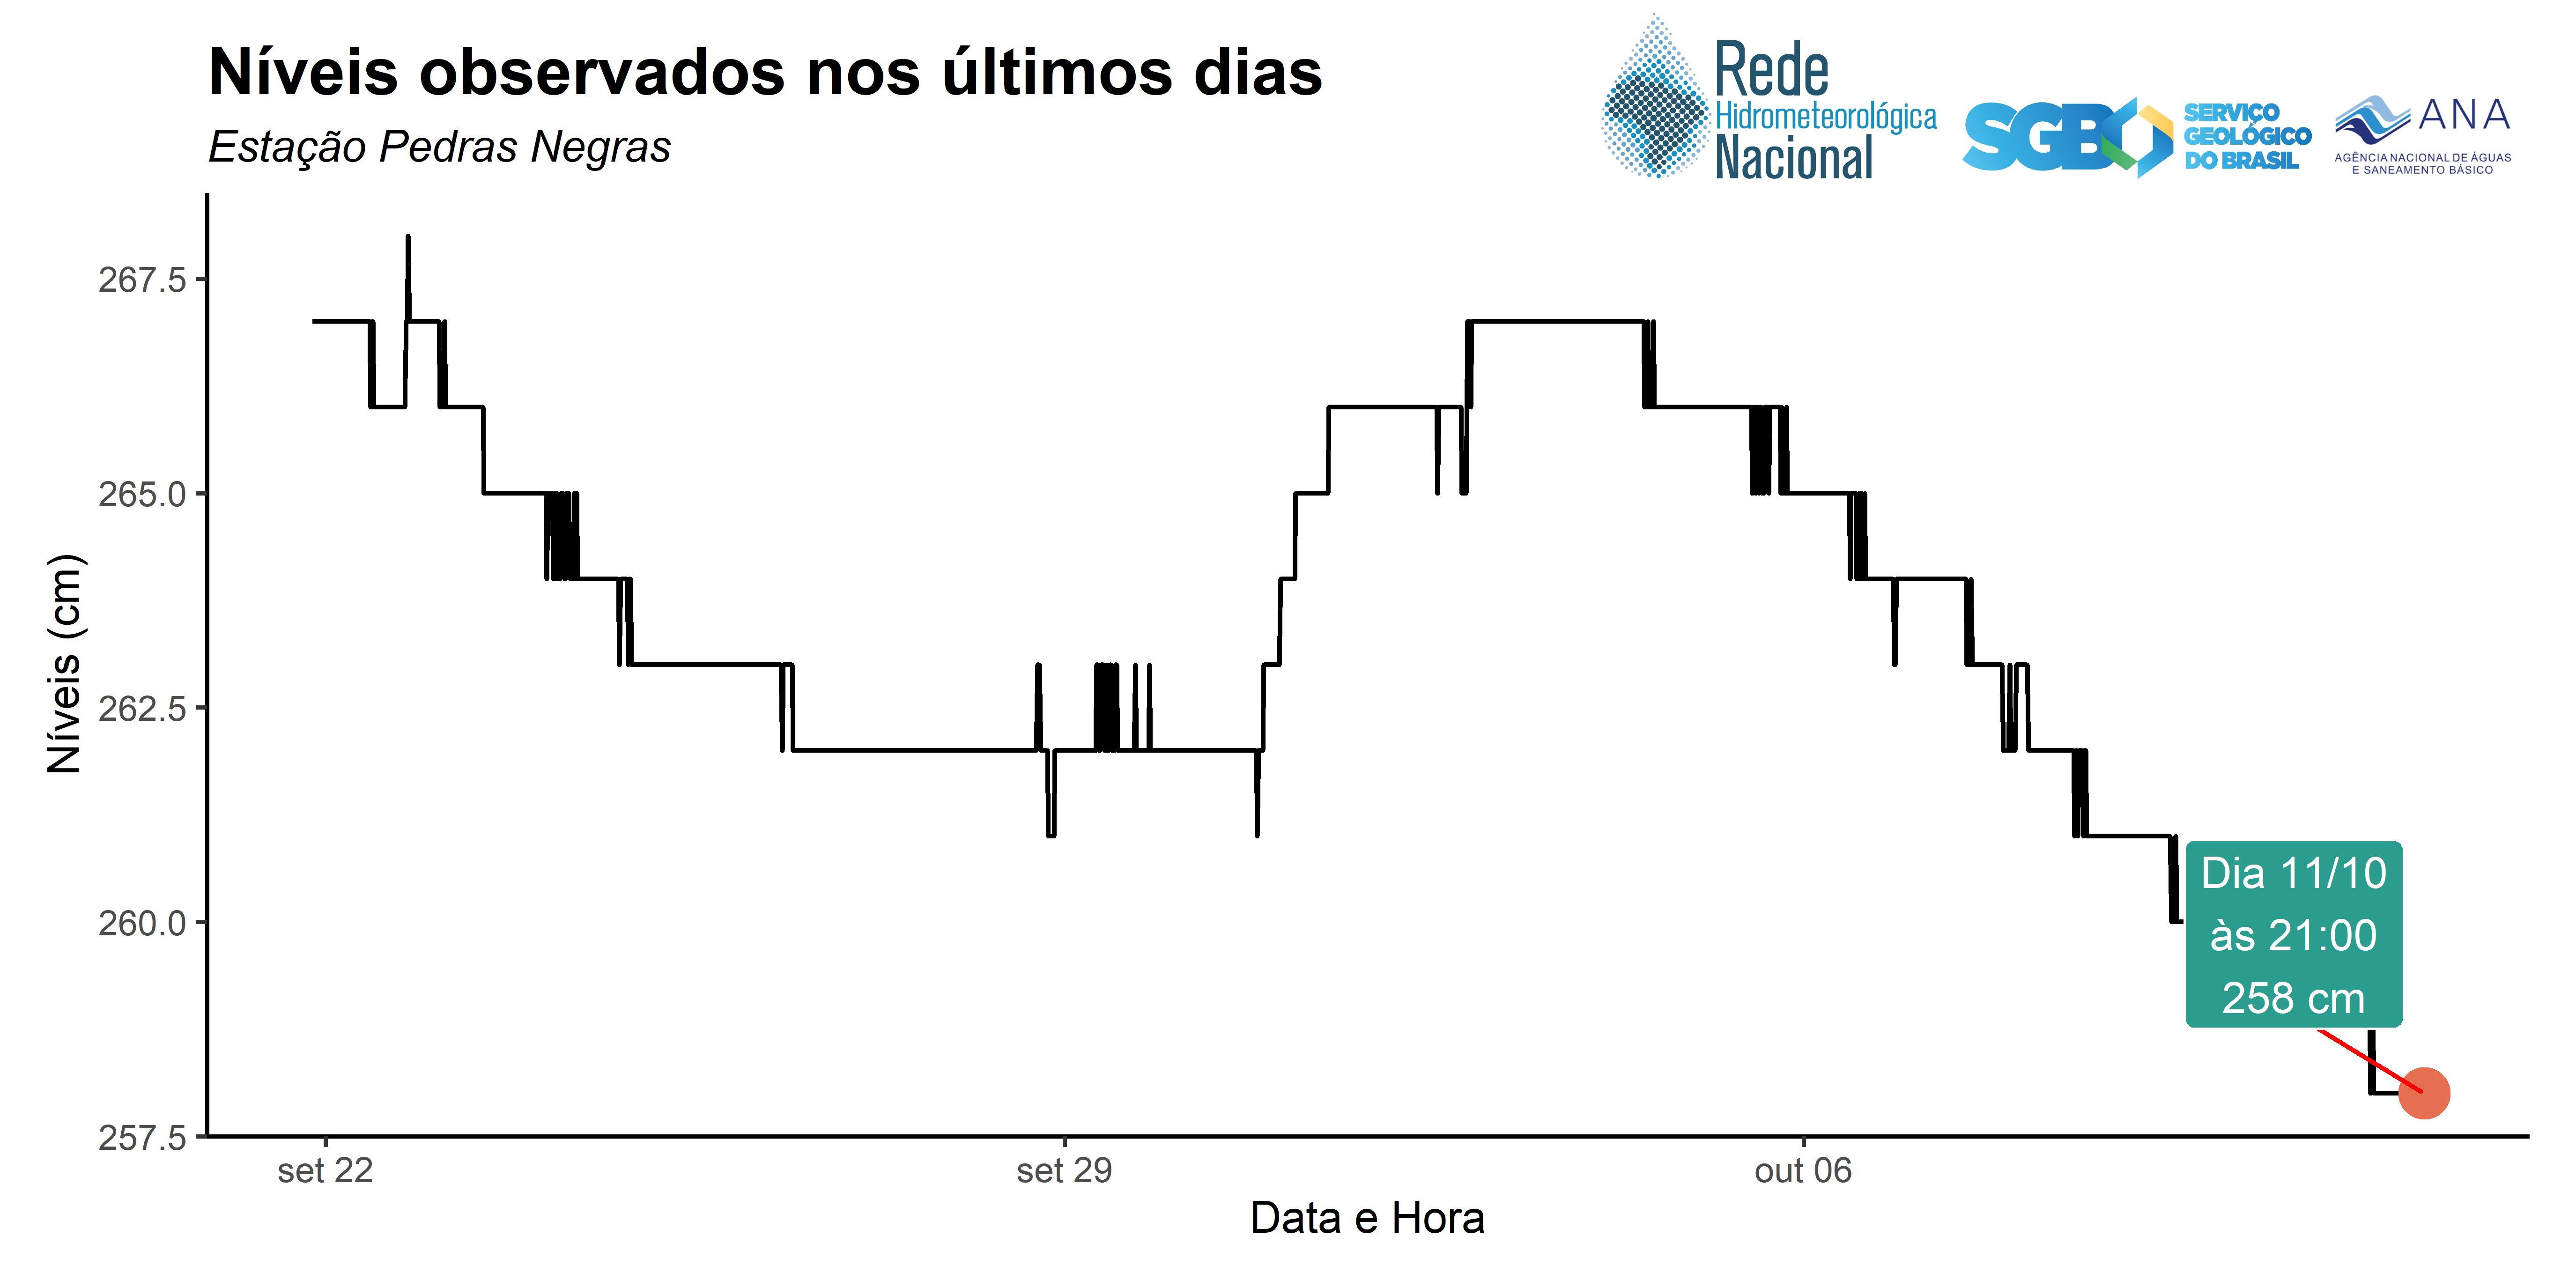 Níveis observados nos últimos dias
Estação Pedras Negras
Rede
Hidrometeorológica
Nacional
SGB
SERVIÇO
GEOLÓGICO
DO BRASIL
ANA
AGÊNCIA NACIONAL DE ÁGUAS
E SANEAMENTO BÁSICO
Níveis (cm)
267.5
265.0
262.5
260.0
257.5
Dia 11/10
às 21:00
258 cm
set 22
set 29
out 06
Data e Hora